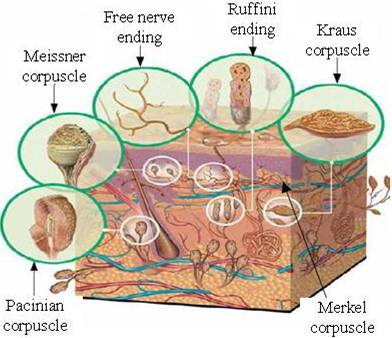 Free nerve
ending
Ruffini
ending
Kraus
corpuscle
Meissner
corpuscle
Pacinian
corpuscle
Merkel
corpuscle